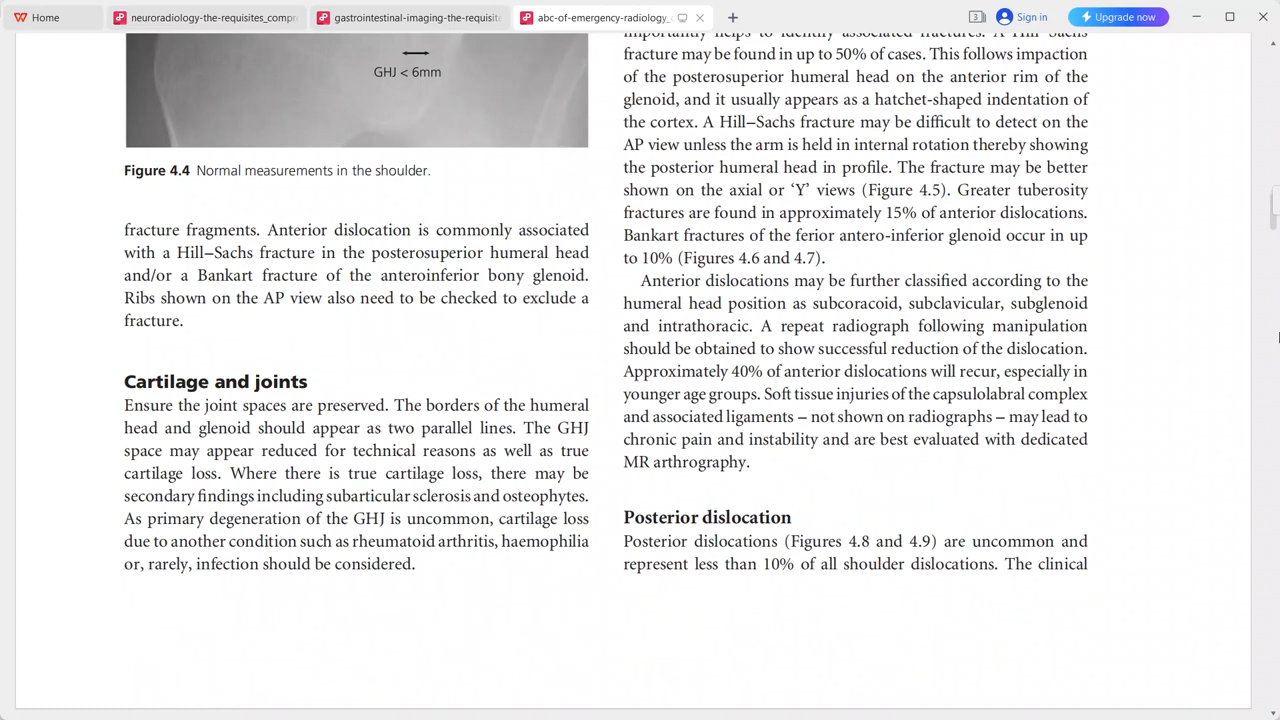 Home
neuroradiology-the-requisites_compr
gastrointestinal-imaging-the-requisite
abc-of-emergency-radiology_c
3
Sign in
Upgrade now
GHJ < 6mm
Figure 4.4 Normal measurements in the shoulder.
fracture fragments. Anterior dislocation is commonly associated
with a Hill–Sachs fracture in the posterosuperior humeral head
and/or a Bankart fracture of the anteroinferior bony glenoid.
Ribs shown on the AP view also need to be checked to exclude a
fracture.
Cartilage and joints
Ensure the joint spaces are preserved. The borders of the humeral
head and glenoid should appear as two parallel lines. The GHJ
space may appear reduced for technical reasons as well as true
cartilage loss. Where there is true cartilage loss, there may be
secondary findings including subarticular sclerosis and osteophytes.
As primary degeneration of the GHJ is uncommon, cartilage loss
due to another condition such as rheumatoid arthritis, haemophilia
or, rarely, infection should be considered.
importantly helps to identify associated fractures. A Hill–Sachs
fracture may be found in up to 50% of cases. This follows impaction
of the posterosuperior humeral head on the anterior rim of the
glenoid, and it usually appears as a hatchet-shaped indentation of
the cortex. A Hill–Sachs fracture may be difficult to detect on the
AP view unless the arm is held in internal rotation thereby showing
the posterior humeral head in profile. The fracture may be better
shown on the axial or ‘Y’ views (Figure 4.5). Greater tuberosity
fractures are found in approximately 15% of anterior dislocations.
Bankart fractures of the ferior antero-inferior glenoid occur in up
to 10% (Figures 4.6 and 4.7).
Anterior dislocations may be further classified according to the
humeral head position as subcoracoid, subclavicular, subglenoid
and intrathoracic. A repeat radiograph following manipulation
should be obtained to show successful reduction of the dislocation.
Approximately 40% of anterior dislocations will recur, especially in
younger age groups. Soft tissue injuries of the capsulolabral complex
and associated ligaments – not shown on radiographs – may lead to
chronic pain and instability and are best evaluated with dedicated
MR arthrography.
Posterior dislocation
Posterior dislocations (Figures 4.8 and 4.9) are uncommon and
represent less than 10% of all shoulder dislocations. The clinical